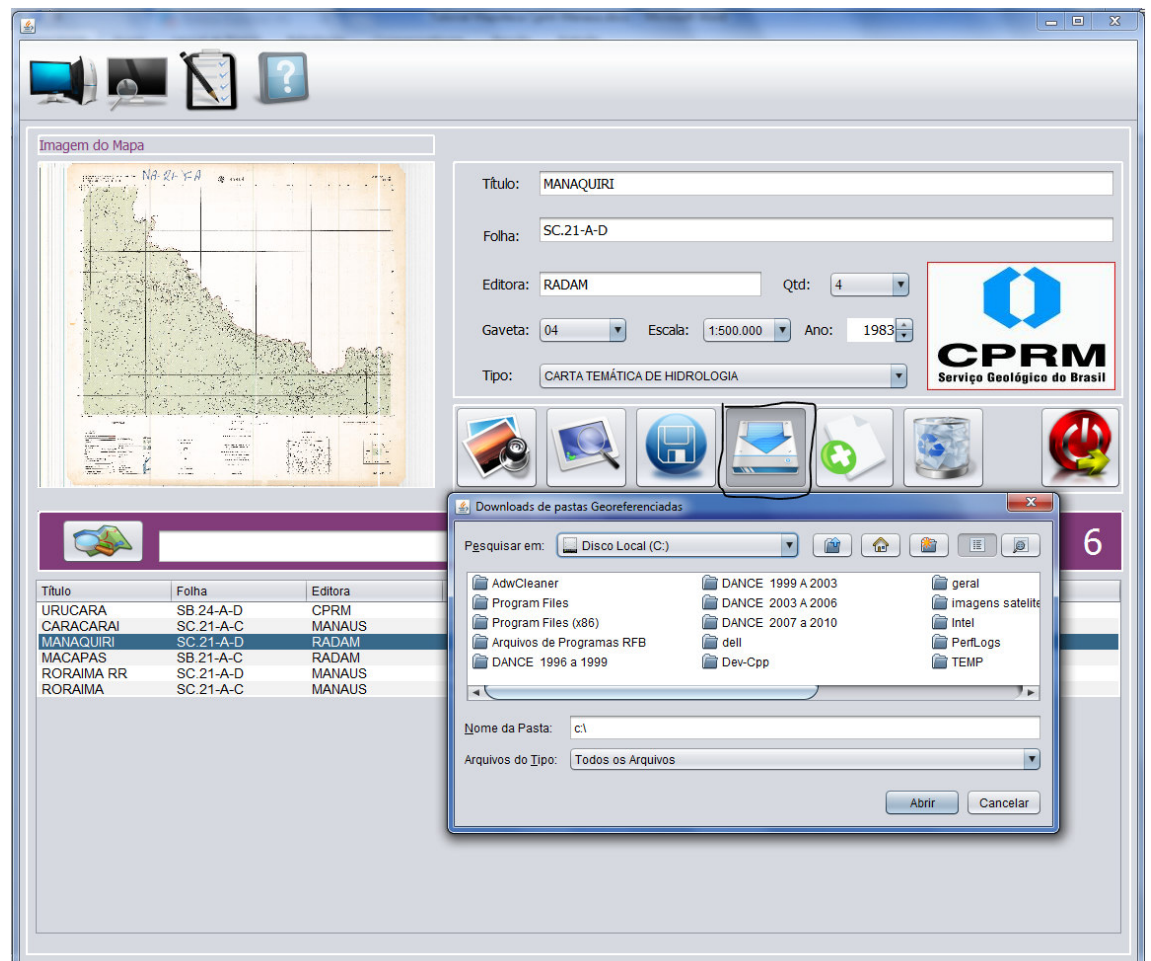 Imagem do Mapa
NA-21-Y-A
Título: MANAQUIRI
Folha: SC.21-A-D
Editora: RADAM Qtd: 4
Gaveta: 04 Escala: 1:500.000 Ano: 1983
Tipo: CARTA TEMÁTICA DE HIDROLOGIA
CPRM
Serviço Geológico do Brasil
6
Título Folha Editora
URUCARA SB.24-A-D CPRM
CARACARAI SC.21-A-C MANAUS
MANAQUIRI SC.21-A-D RADAM
MACAPAS SB.21-A-C RADAM
RORAIMA RR SC.21-A-D MANAUS
RORAIMA SC.21-A-C MANAUS
Downloads de pastas Georeferenciadas
Pesquisar em: Disco Local (C:)
AdwCleaner DANCE 1999 A 2003 geral
Program Files DANCE 2003 A 2006 imagens satelite
Program Files (x86) DANCE 2007 a 2010 Intel
Arquivos de Programas RFB dell PerfLogs
DANCE 1996 a 1999 Dev-Cpp TEMP
Nome da Pasta: c:\
Arquivos do Tipo: Todos os Arquivos
Abrir Cancelar